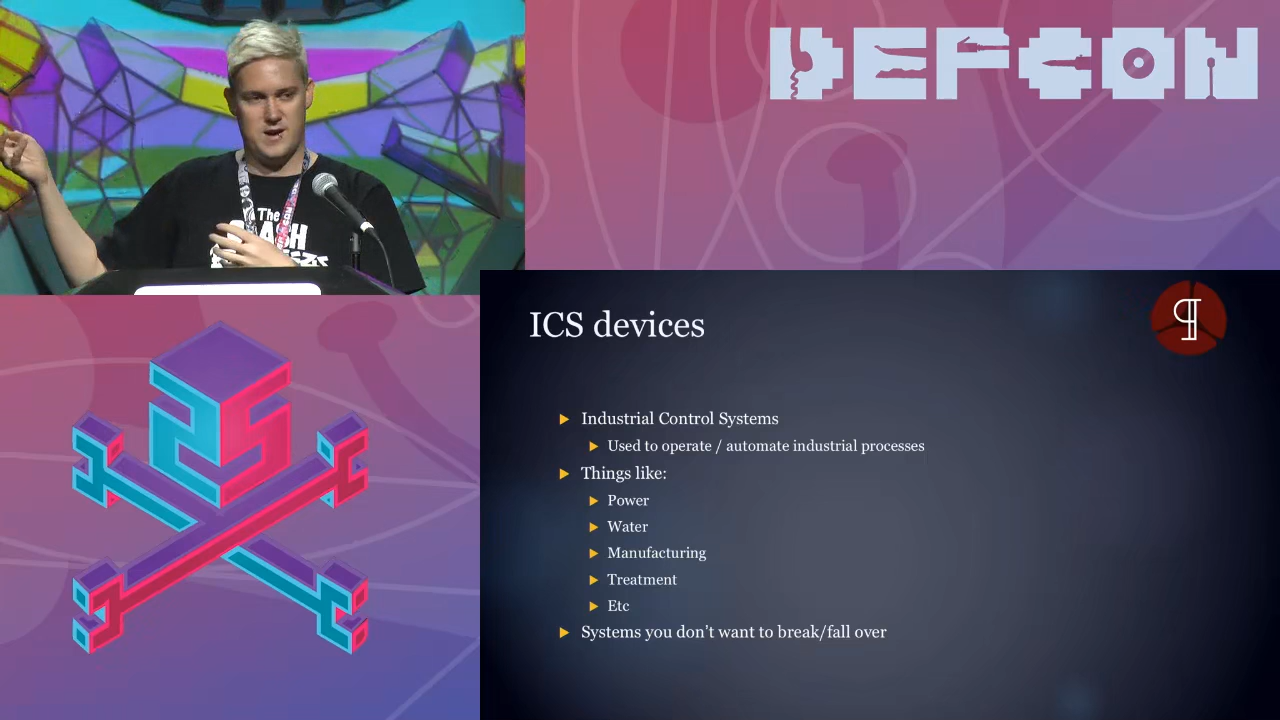 DEFCON
The
ICS devices
¶
Industrial Control Systems
Used to operate / automate industrial processes
Things like:
Power
Water
Manufacturing
Treatment
Etc
Systems you don't want to break/fall over